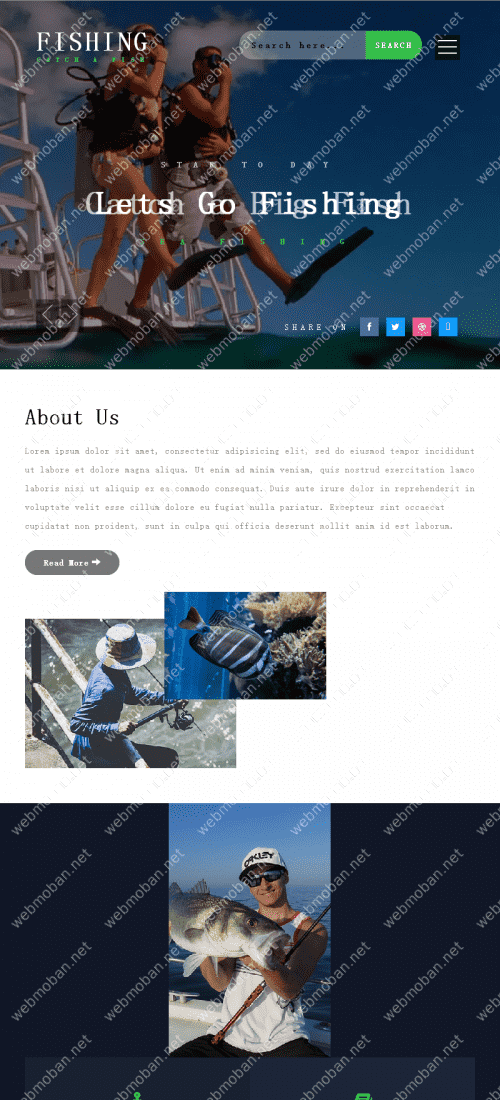 FISHING
CATCH A FISH
Search here...
SEARCH
STAR TO DAY
Lets Go Fishing
GA FISHING
SHARE ON
About Us
Lorem ipsum dolor sit amet, consectetur adipisicing elit, sed do eiusmod tempor incididunt
ut labore et dolore magna aliqua. Ut enim ad minim veniam, quis nostrud exercitation lamco
laboris nisi ut aliquip ex ea commodo consequat. Duis aute irure dolor in reprehenderit in
voluptate velit esse cillum dolore eu fugiat nulla pariatur. Excepteur sint occaecat
cupidatat non proident, sunt in culpa qui officia deserunt mollit anim id est laborum.
Read More
OAKLEY
webmoban.net